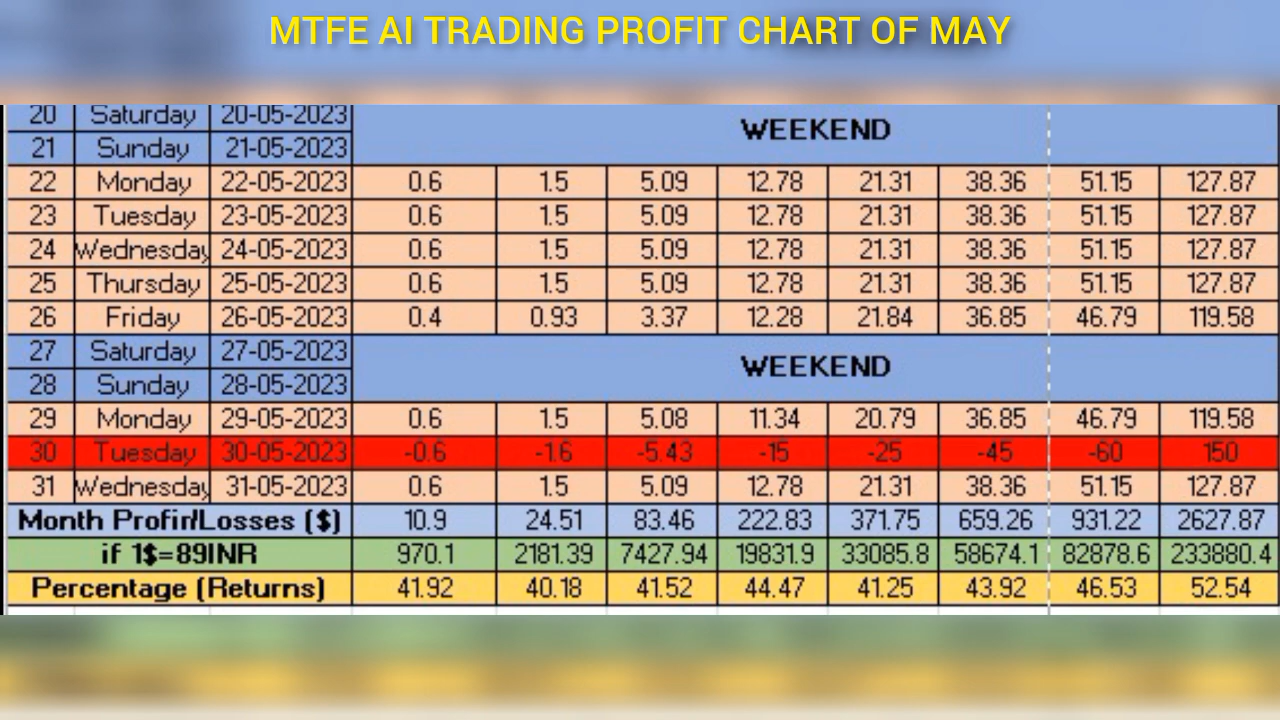 MTFE AI TRADING PROFIT CHART OF MAY
20 Saturday 20-05-2023
WEEKEND
21 Sunday 21-05-2023
22 Monday 22-05-2023 0.6 1.5 5.09 12.78 21.31 38.36 51.15 127.87
23 Tuesday 23-05-2023 0.6 1.5 5.09 12.78 21.31 38.36 51.15 127.87
24 Wednesday 24-05-2023 0.6 1.5 5.09 12.78 21.31 38.36 51.15 127.87
25 Thursday 25-05-2023 0.6 1.5 5.09 12.78 21.31 38.36 51.15 127.87
26 Friday 26-05-2023 0.4 0.93 3.37 12.28 21.84 36.85 46.79 119.58
27 Saturday 27-05-2023
WEEKEND
28 Sunday 28-05-2023
29 Monday 29-05-2023 0.6 1.5 5.08 11.34 20.79 36.85 46.79 119.58
30 Tuesday 30-05-2023 -0.6 -1.6 -5.43 -15 -25 -45 -60 150
31 Wednesday 31-05-2023 0.6 1.5 5.09 12.78 21.31 38.36 51.15 127.87
Month Profir/Losses ($) 10.9 24.51 83.46 222.83 371.75 659.26 931.22 2627.87
if 1$=89INR 970.1 2181.39 7427.94 19831.9 33085.8 58674.1 82878.6 233880.4
Percentage (Returns) 41.92 40.18 41.52 44.47 41.25 43.92 46.53 52.54